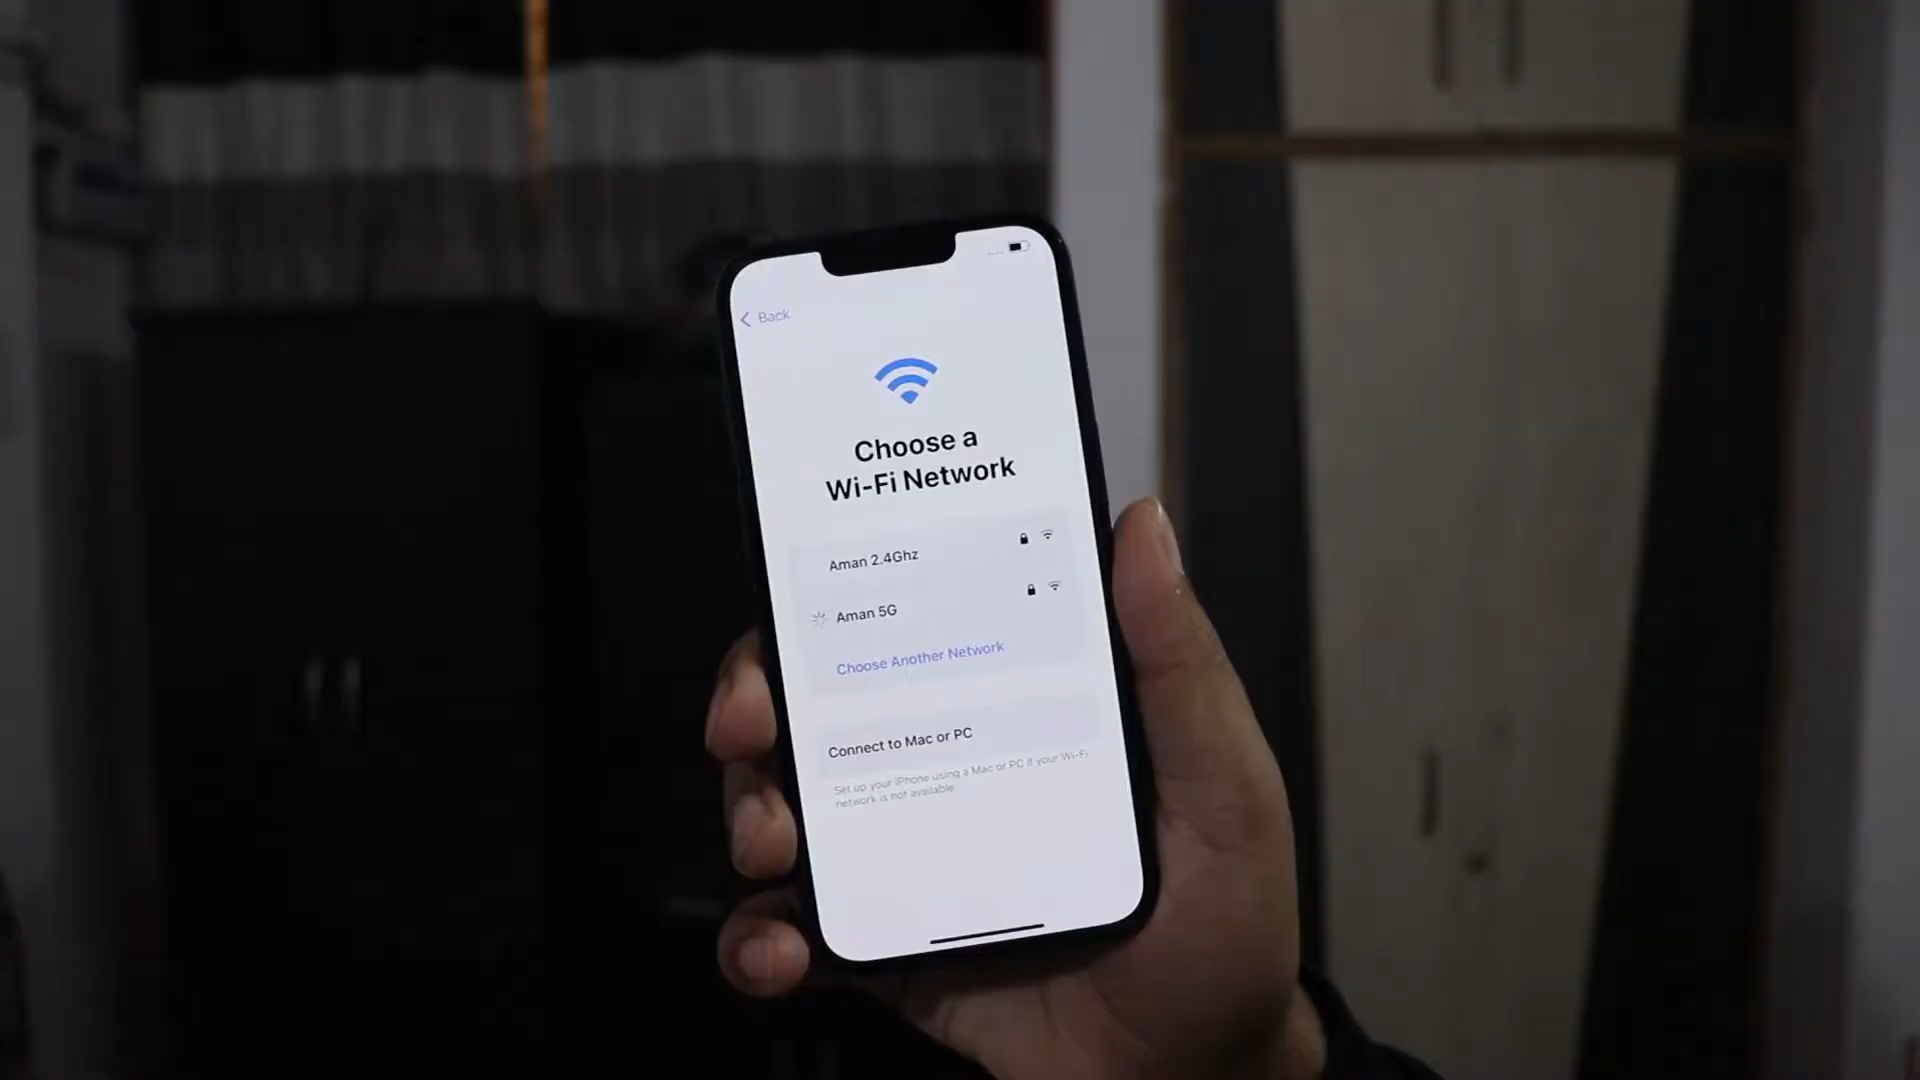 Back
Choose a
Wi-Fi Network
Aman 2.4Ghz
Aman 5G
Choose Another Network
Connect to Mac or PC
Set up your iPhone using a Mac or PC if your Wi-Fi
network is not available.